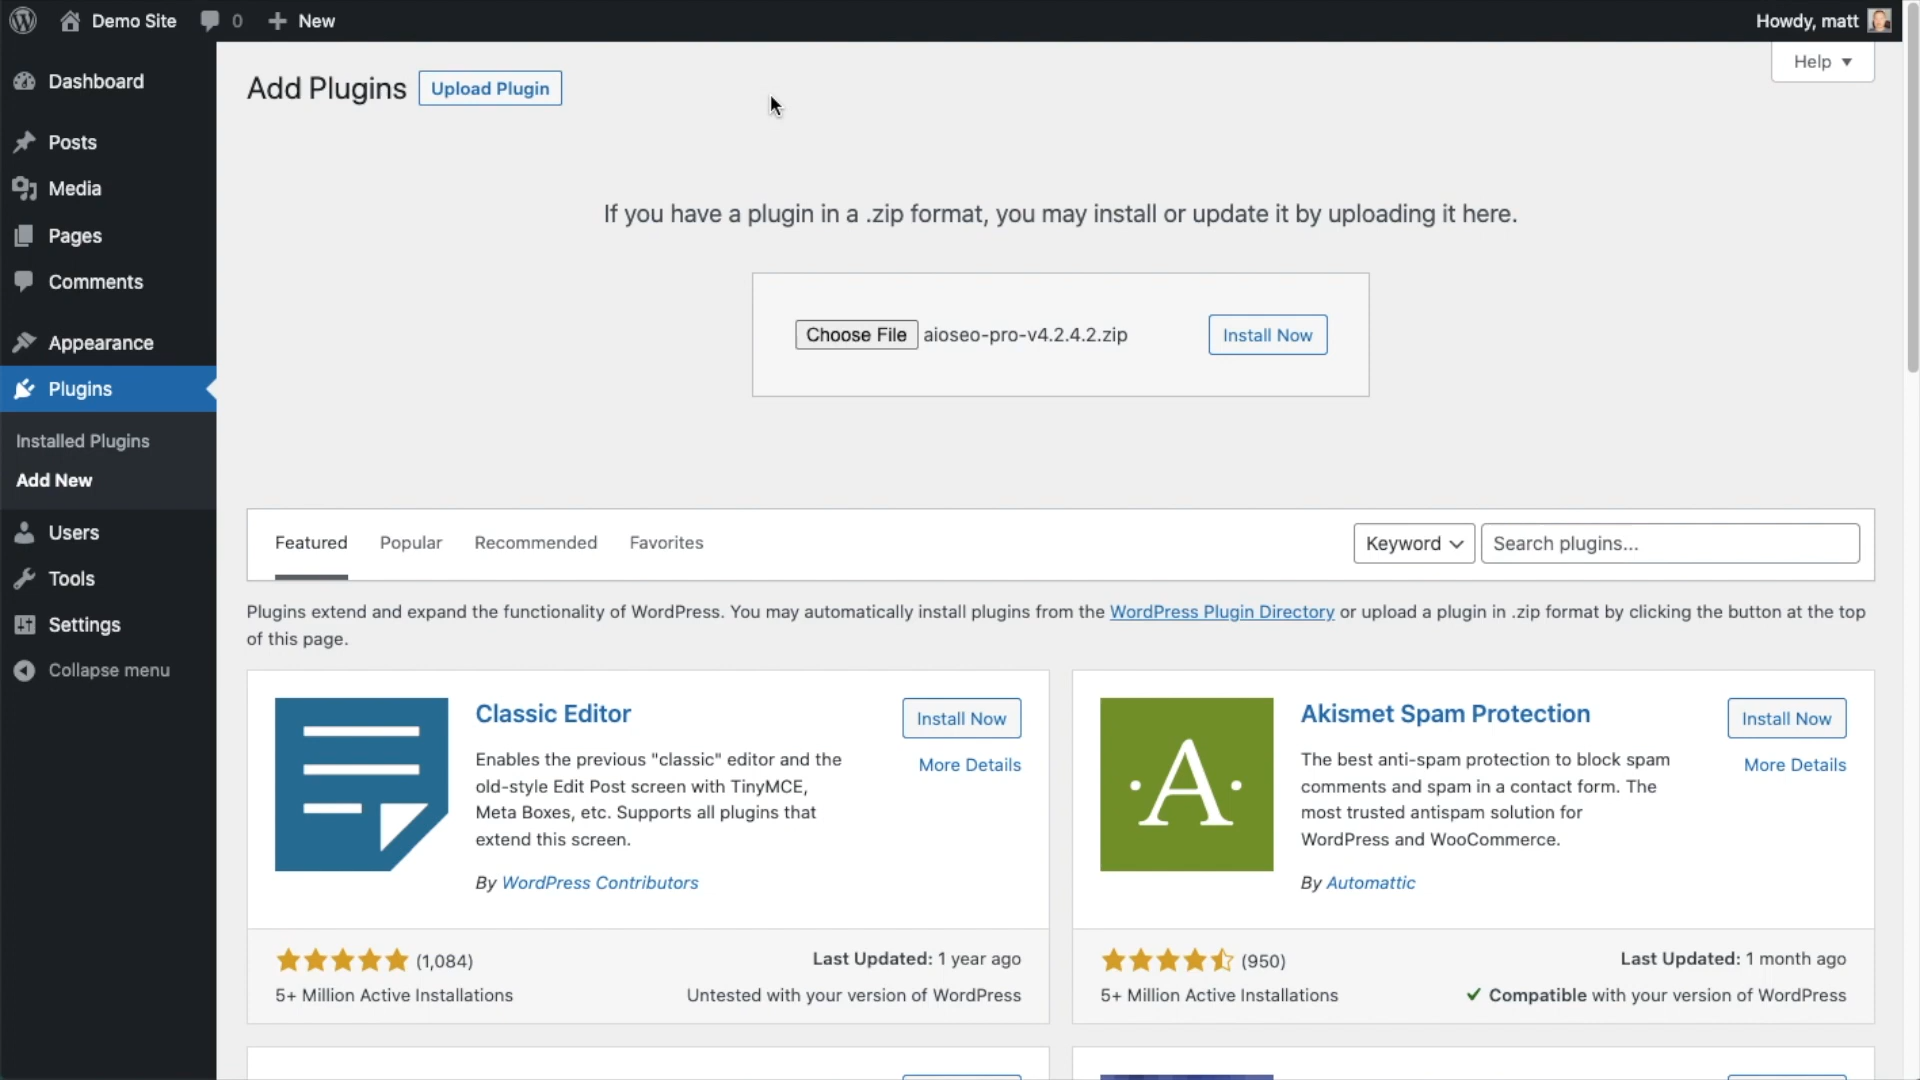 Demo Site
0
New
Howdy, matt
Help
Dashboard
Posts
Media
Pages
Comments
Appearance
Plugins
Installed Plugins
Add New
Users
Tools
Settings
Collapse menu
Add Plugins
Upload Plugin
If you have a plugin in a .zip format, you may install or update it by uploading it here.
Choose File aioseo-pro-v4.2.4.2.zip
Install Now
Featured
Popular
Recommended
Favorites
Keyword
Search plugins...
Plugins extend and expand the functionality of WordPress. You may automatically install plugins from the WordPress Plugin Directory or upload a plugin in .zip format by clicking the button at the top
of this page.
Classic Editor
Install Now
More Details
Enables the previous "classic" editor and the
old-style Edit Post screen with TinyMCE,
Meta Boxes, etc. Supports all plugins that
extend this screen.
By WordPress Contributors
(1,084)
5+ Million Active Installations
Last Updated: 1 year ago
Untested with your version of WordPress
A
Akismet Spam Protection
Install Now
More Details
The best anti-spam protection to block spam
comments and spam in a contact form. The
most trusted antispam solution for
WordPress and WooCommerce.
By Automattic
(950)
5+ Million Active Installations
Last Updated: 1 month ago
Compatible with your version of WordPress